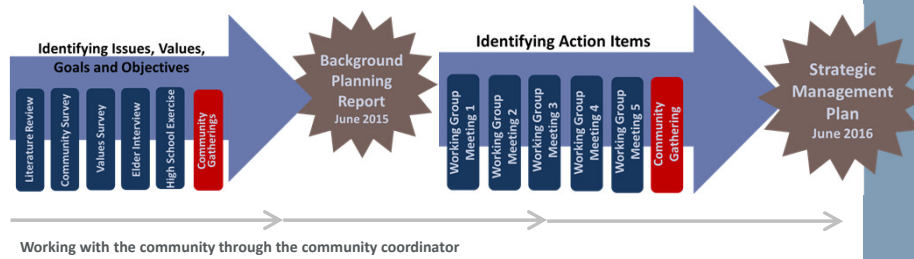 Identifying Issues, Values,
Goals and Objectives
Literature Review
Community Survey
Values Survey
Elder Interview
High School Exercise
Community
Gatherings
Background
Planning
Report
June 2015
Identifying Action Items
Working Group
Meeting 1
Working Group
Meeting 2
Working Group
Meeting 3
Working Group
Meeting 4
Working Group
Meeting 5
Community
Gathering
Strategic
Management
Plan
June 2016
Working with the community through the community coordinator